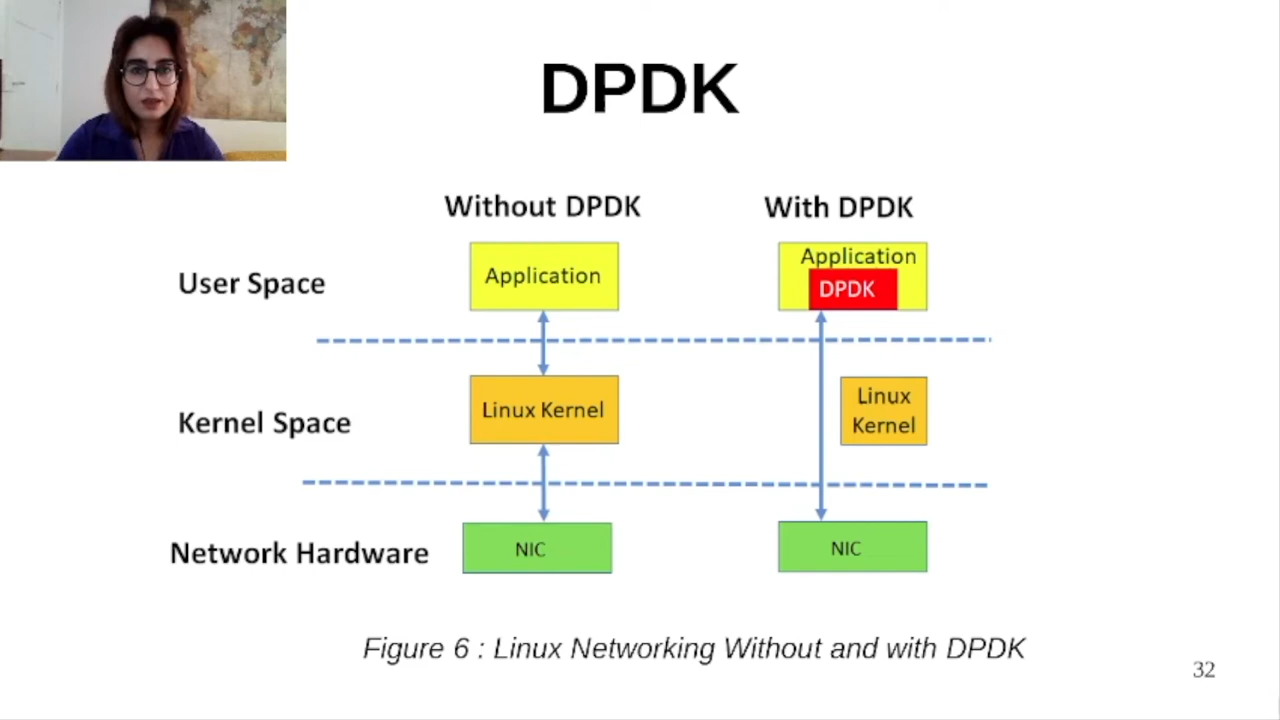 DPDK
Without DPDK
With DPDK
User Space
Application
Application
DPDK
Kernel Space
Linux Kernel
Linux
Kernel
Network Hardware
NIC
NIC
Figure 6 : Linux Networking Without and with DPDK
32